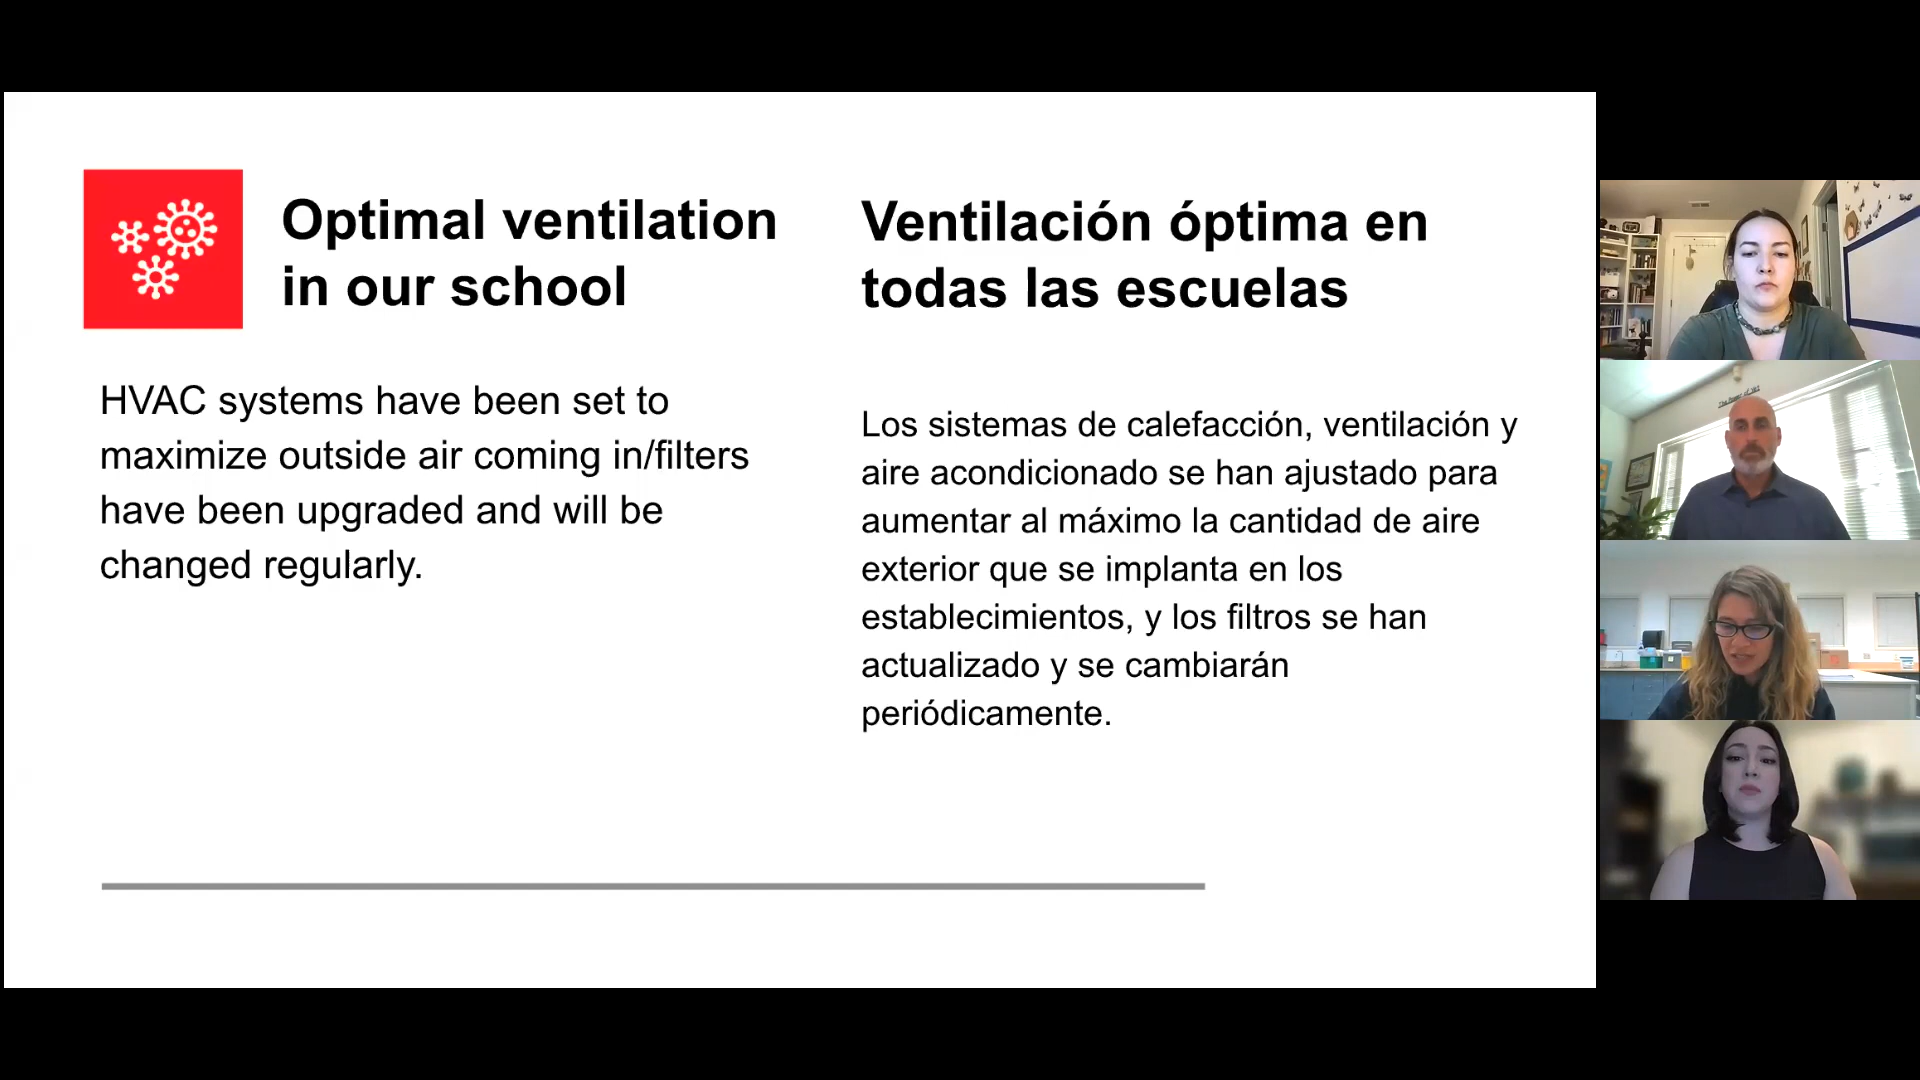 Optimal ventilation
in our school
HVAC systems have been set to
maximize outside air coming in/filters
have been upgraded and will be
changed regularly.
Ventilación óptima en
todas las escuelas
Los sistemas de calefacción, ventilación y
aire acondicionado se han ajustado para
aumentar al máximo la cantidad de aire
exterior que se implanta en los
establecimientos, y los filtros se han
actualizado y se cambiarán
periódicamente.